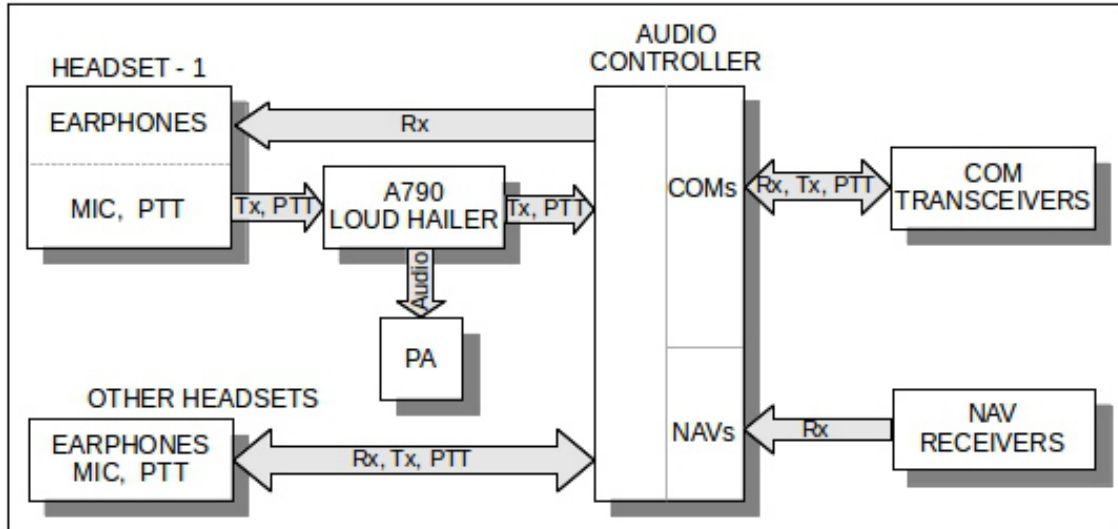 HEADSET - 1
EARPHONES
MIC, PTT
Rx
Tx, PTT
A790
LOUD HAILER
Tx, PTT
Audio
PA
AUDIO
CONTROLLER
COMs
Rx, Tx, PTT
COM
TRANSCEIVERS
OTHER HEADSETS
EARPHONES
MIC, PTT
Rx, Tx, PTT
NAVs
Rx
NAV
RECEIVERS